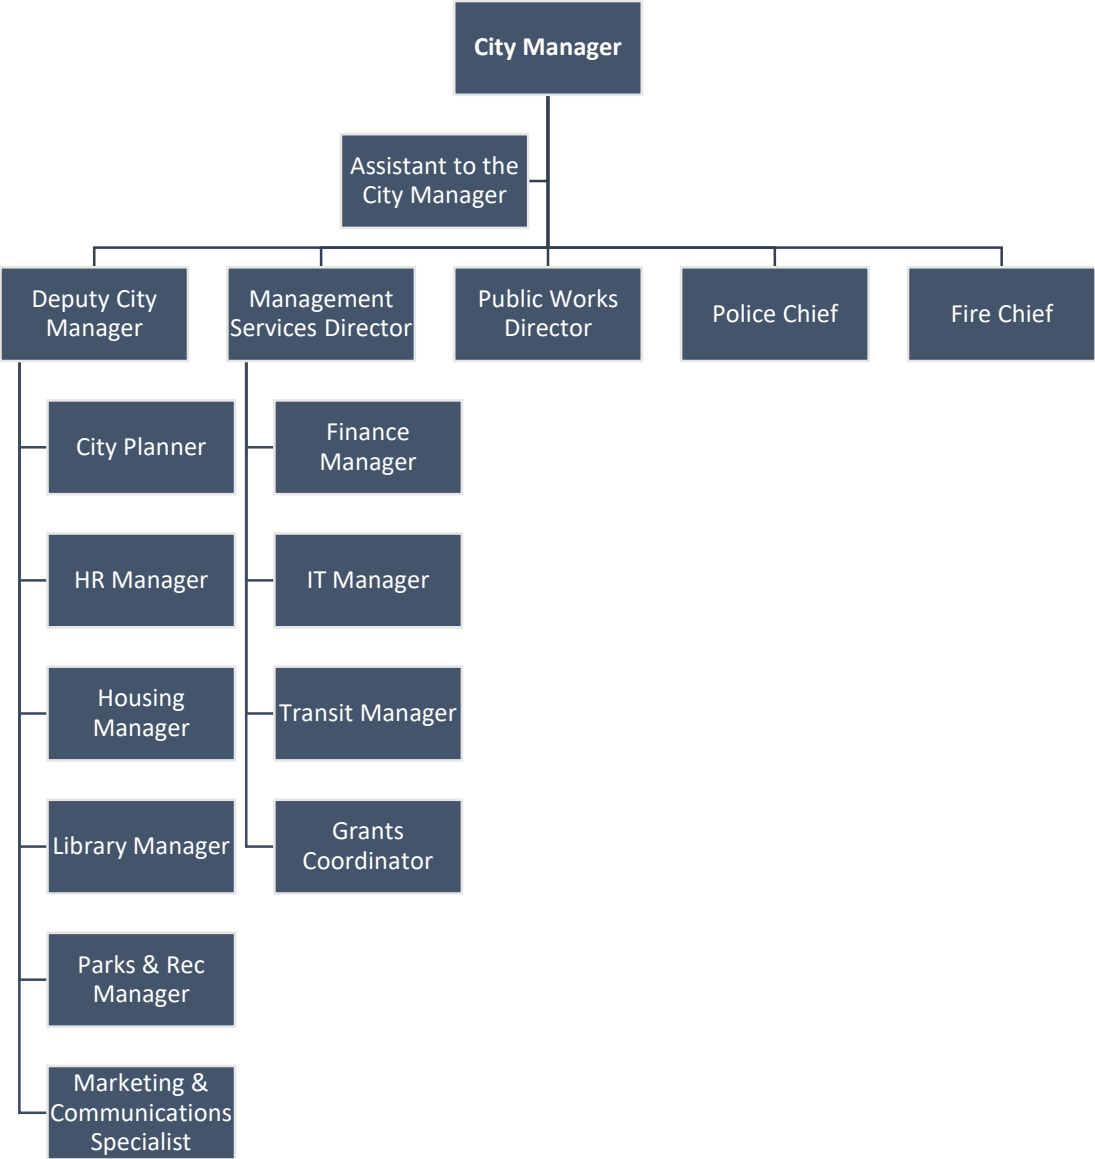 City Manager
Assistant to the
City Manager
Deputy City
Manager
Management
Services Director
Public Works
Director
Police Chief
Fire Chief
City Planner
Finance
Manager
HR Manager
IT Manager
Housing
Manager
Transit Manager
Library Manager
Grants
Coordinator
Parks & Rec
Manager
Marketing &
Communications
Specialist